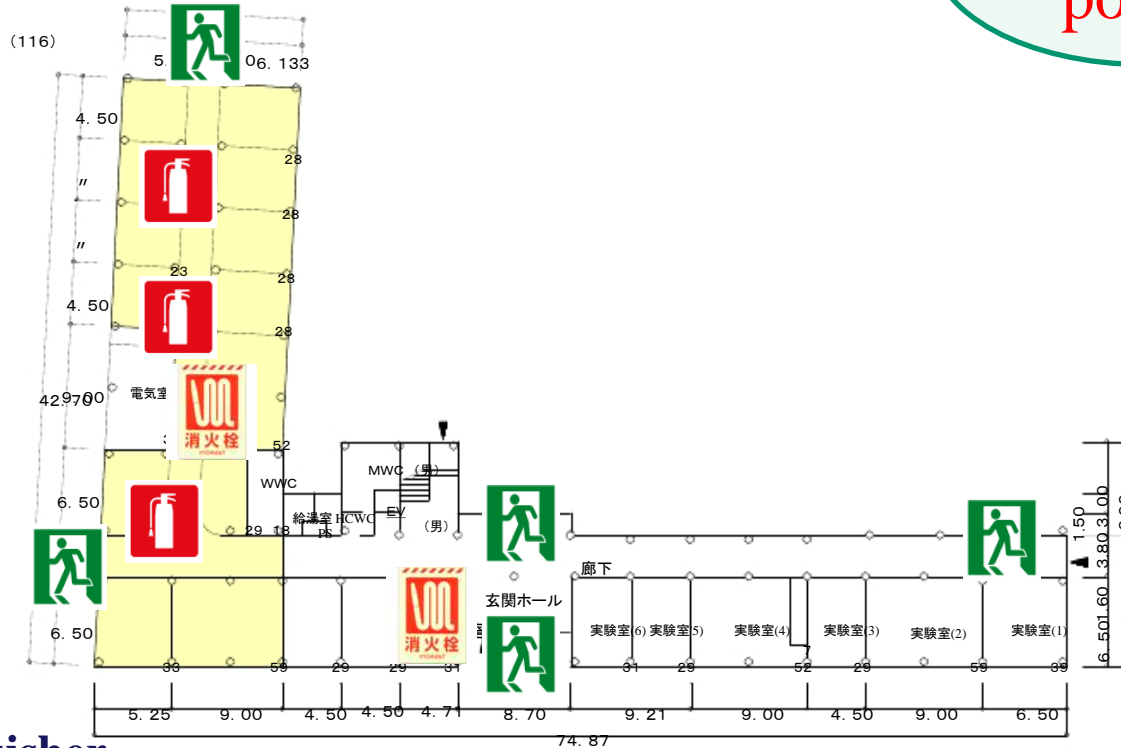 po
（116）
6. 133
4. 50
〃
〃
4. 50
42. 70
9. 00
6. 50
6. 50
28
28
28
28
23
電気室
消火栓
HYDRANT
52
WWC
MWC （男）
給湯室 HCWC
EV
（男）
PS
29 18
廊下
玄関ホール
消火栓
HYDRANT
実験室(6) 実験室(5) 実験室(4) 実験室(3) 実験室(2) 実験室(1)
33 59 29 29 31 31 29 52 29 59 39
7
1. 50
3. 00
3. 80
1. 60
6. 50
5. 25 9. 00 4. 50 4. 50 4. 71 8. 70 9. 21 9. 00 4. 50 9. 00 6. 50
74. 87